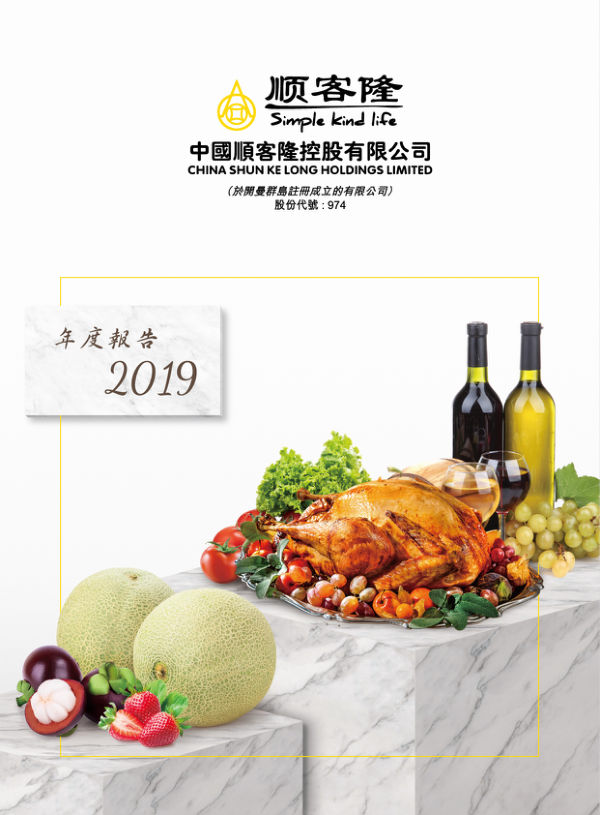 顺客隆
Simple kind life
中國順客隆控股有限公司
CHINA SHUN KE LONG HOLDINGS LIMITED
（於開曼群島註冊成立的有限公司）
股份代號 : 974
年度報告
2019